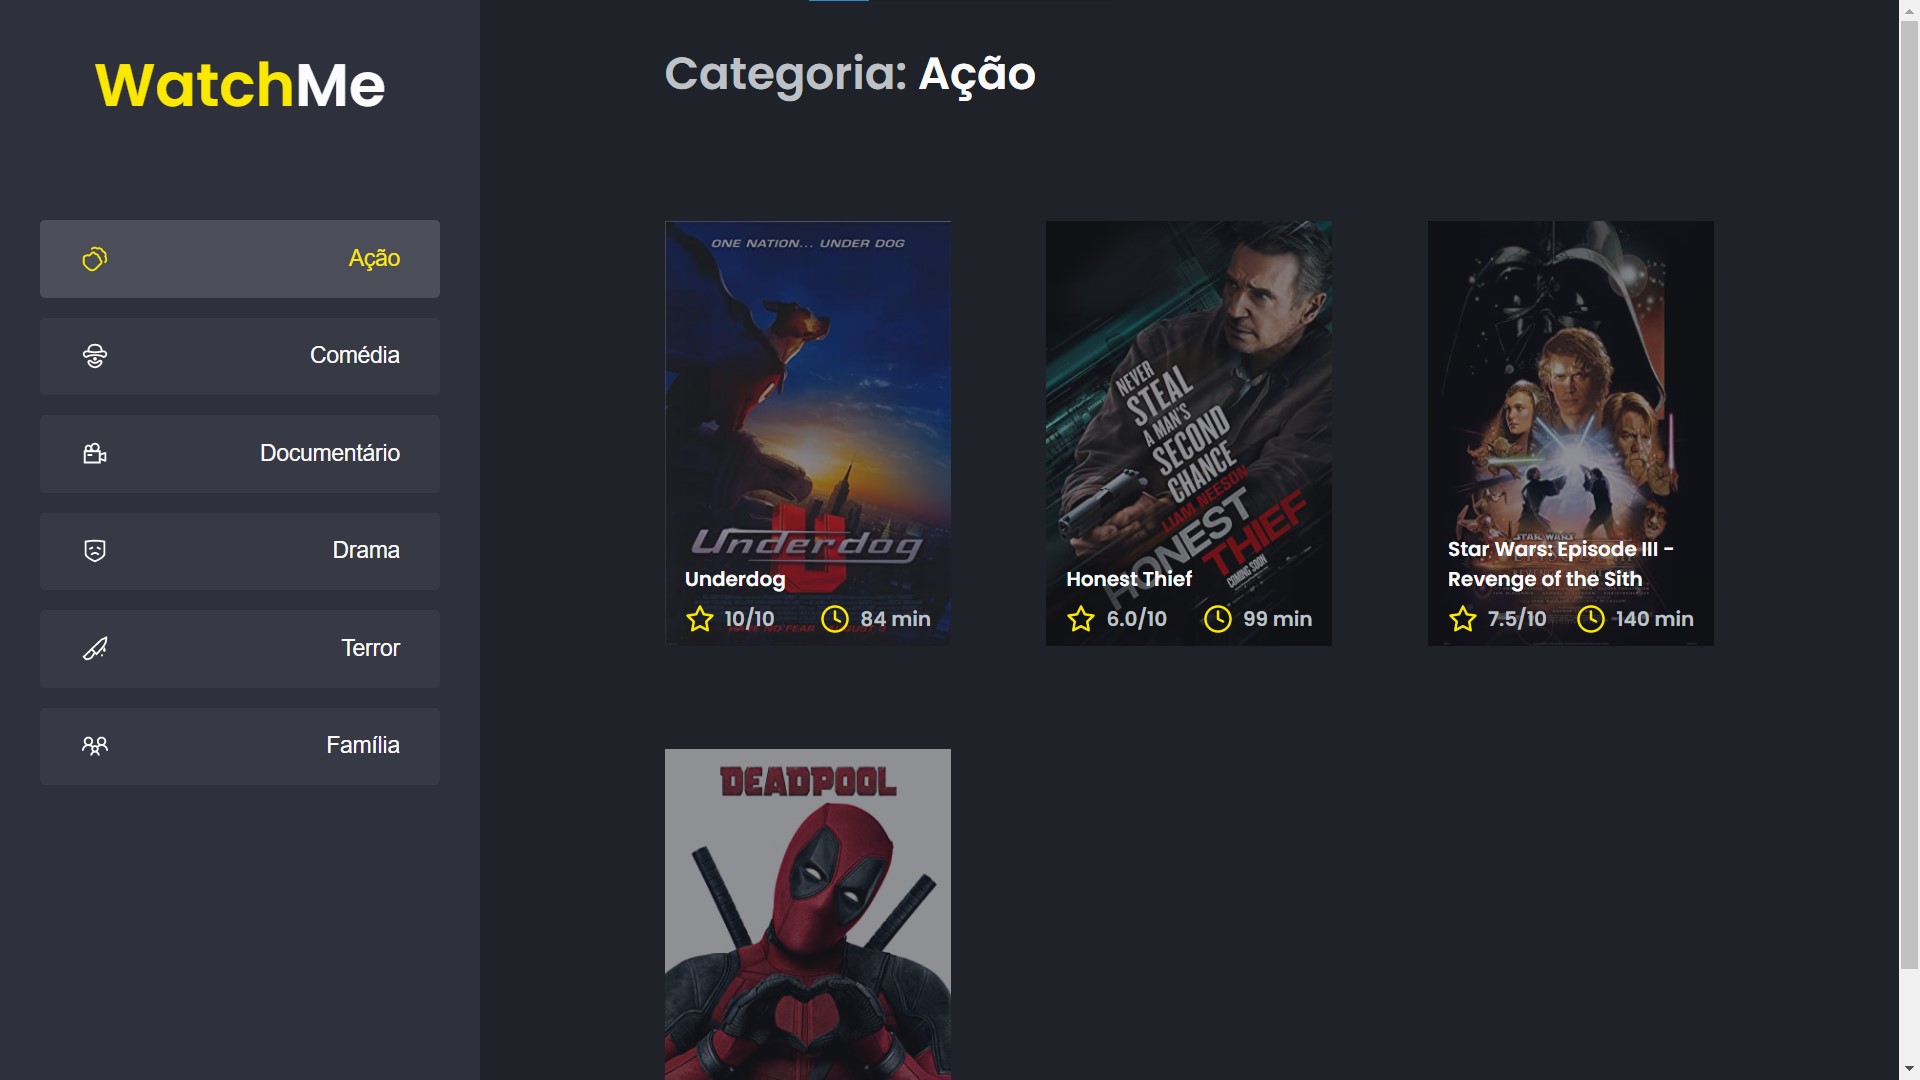 WatchMe
Categoria: Ação
Ação
Comédia
Documentário
Drama
Terror
Família
ONE NATION... UNDER DOG
Underdog
U
Underdog
10/10
84 min
NEVER
STEAL
A MAN'S
SECOND
CHANCE
LIAM NEESON
HONEST
THIEF
COMING SOON
Honest Thief
6.0/10
99 min
STAR WARS
Star Wars: Episode III -
Revenge of the Sith
7.5/10
140 min
DEADPOOL